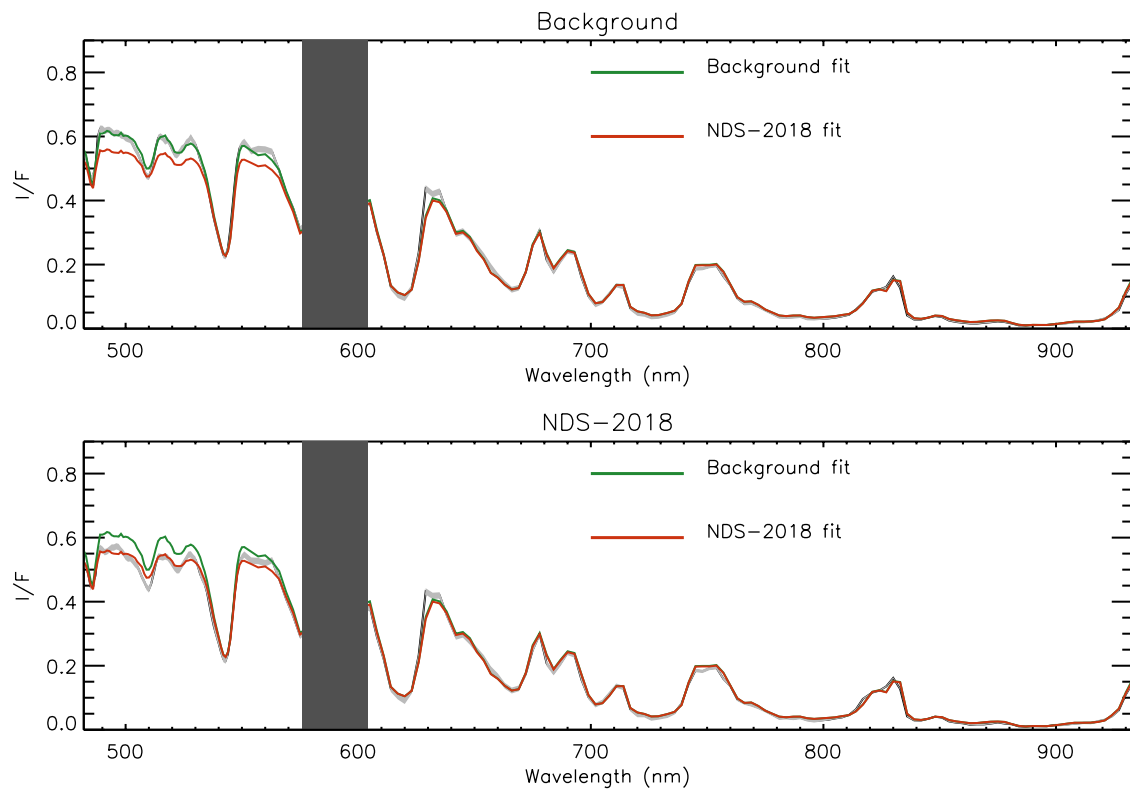 Background
0.8
0.6
0.4
0.2
0.0
I/F
Background fit
NDS-2018 fit
500 600 700 800 900
Wavelength (nm)
NDS-2018
0.8
0.6
0.4
0.2
0.0
I/F
Background fit
NDS-2018 fit
500 600 700 800 900
Wavelength (nm)